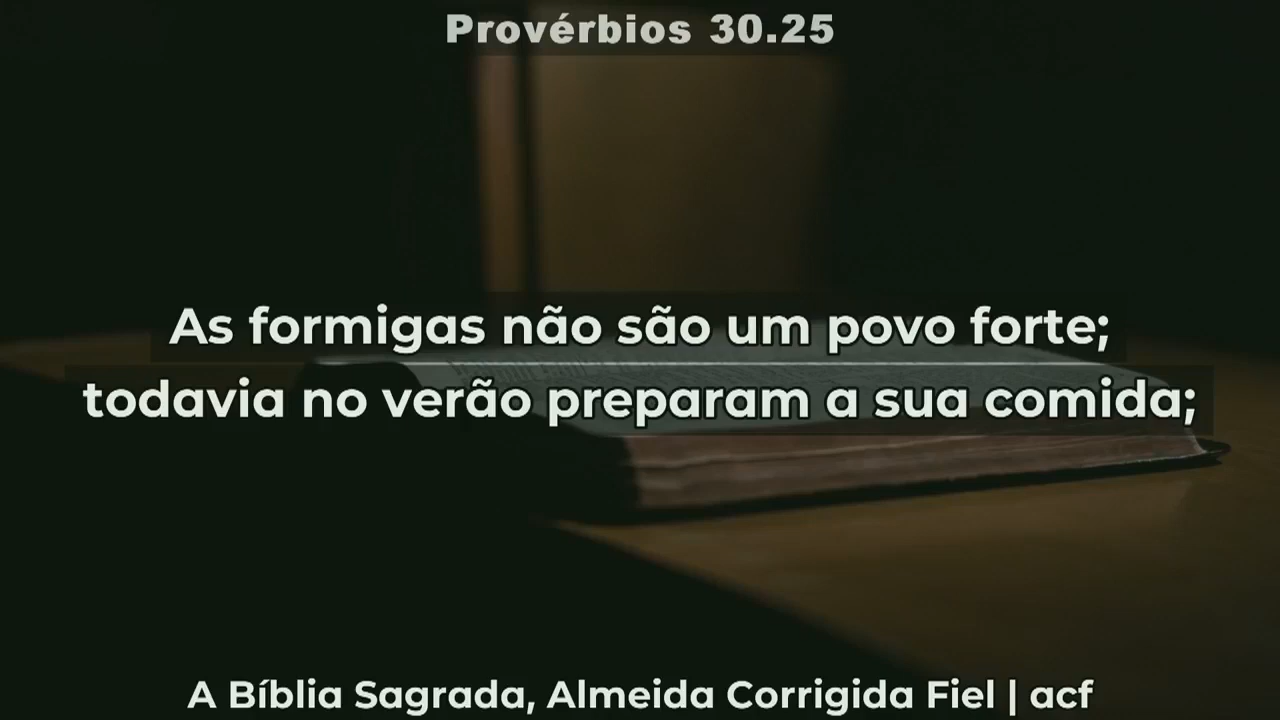 Provérbios 30.25
As formigas não são um povo forte;
todavia no verão preparam a sua comida;
A Bíblia Sagrada, Almeida Corrigida Fiel | acf